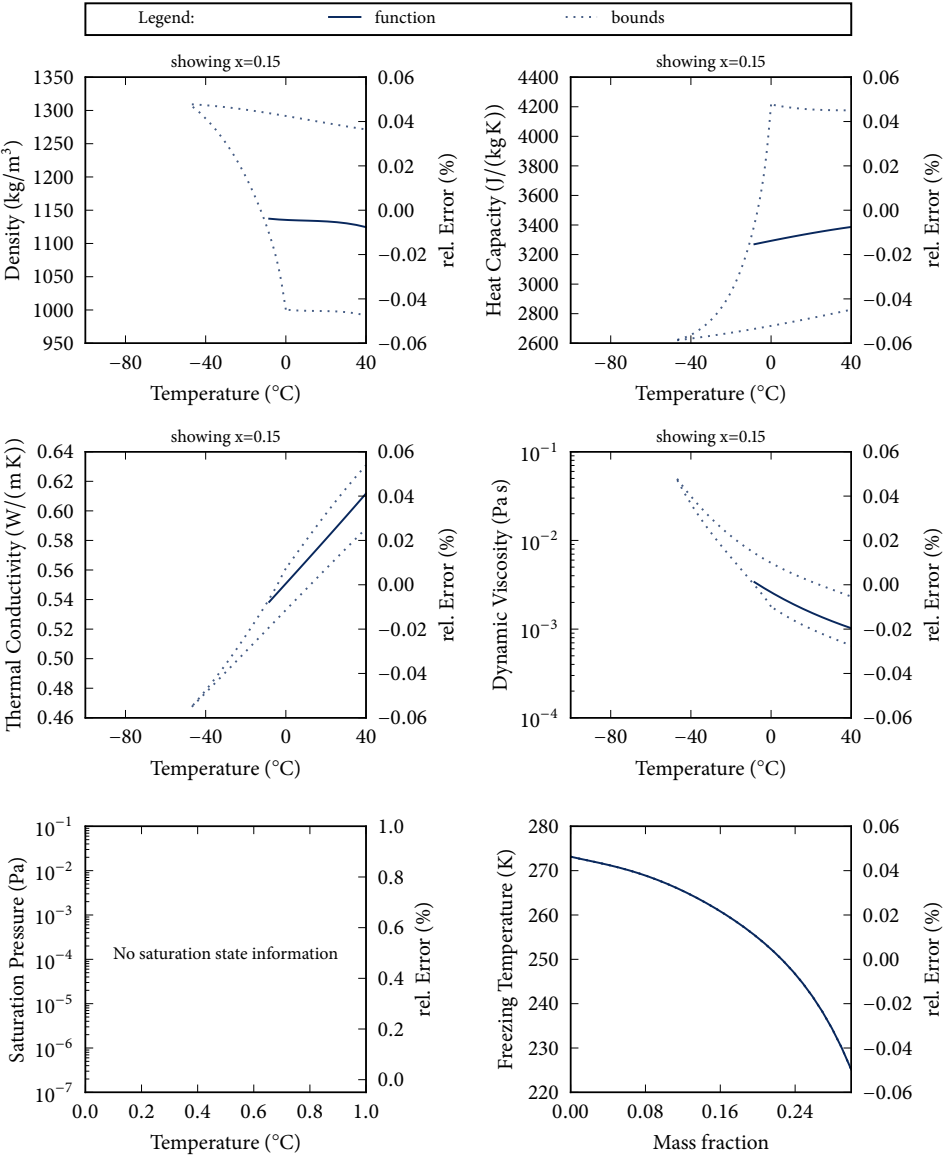 Legend: function bounds
showing x=0.15
Density (kg/m³)
1350
1300
1250
1200
1150
1100
1050
1000
950
0.06
0.04
0.02
0.00
−0.02
−0.04
−0.06
rel. Error (%)
−80 −40 0 40
Temperature (°C)
showing x=0.15
Heat Capacity (J/(kg K))
4400
4200
4000
3800
3600
3400
3200
3000
2800
2600
0.06
0.04
0.02
0.00
−0.02
−0.04
−0.06
rel. Error (%)
−80 −40 0 40
Temperature (°C)
showing x=0.15
Thermal Conductivity (W/(m K))
0.64
0.62
0.60
0.58
0.56
0.54
0.52
0.50
0.48
0.46
0.06
0.04
0.02
0.00
−0.02
−0.04
−0.06
rel. Error (%)
−80 −40 0 40
Temperature (°C)
showing x=0.15
Dynamic Viscosity (Pa s)
10⁻¹
10⁻²
10⁻³
10⁻⁴
0.06
0.04
0.02
0.00
−0.02
−0.04
−0.06
rel. Error (%)
−80 −40 0 40
Temperature (°C)
Saturation Pressure (Pa)
10⁻¹
10⁻²
10⁻³
10⁻⁴
10⁻⁵
10⁻⁶
10⁻⁷
No saturation state information
1.0
0.8
0.6
0.4
0.2
0.0
rel. Error (%)
0.0 0.2 0.4 0.6 0.8 1.0
Temperature (°C)
Freezing Temperature (K)
280
270
260
250
240
230
220
0.06
0.04
0.02
0.00
−0.02
−0.04
−0.06
rel. Error (%)
0.00 0.08 0.16 0.24
Mass fraction